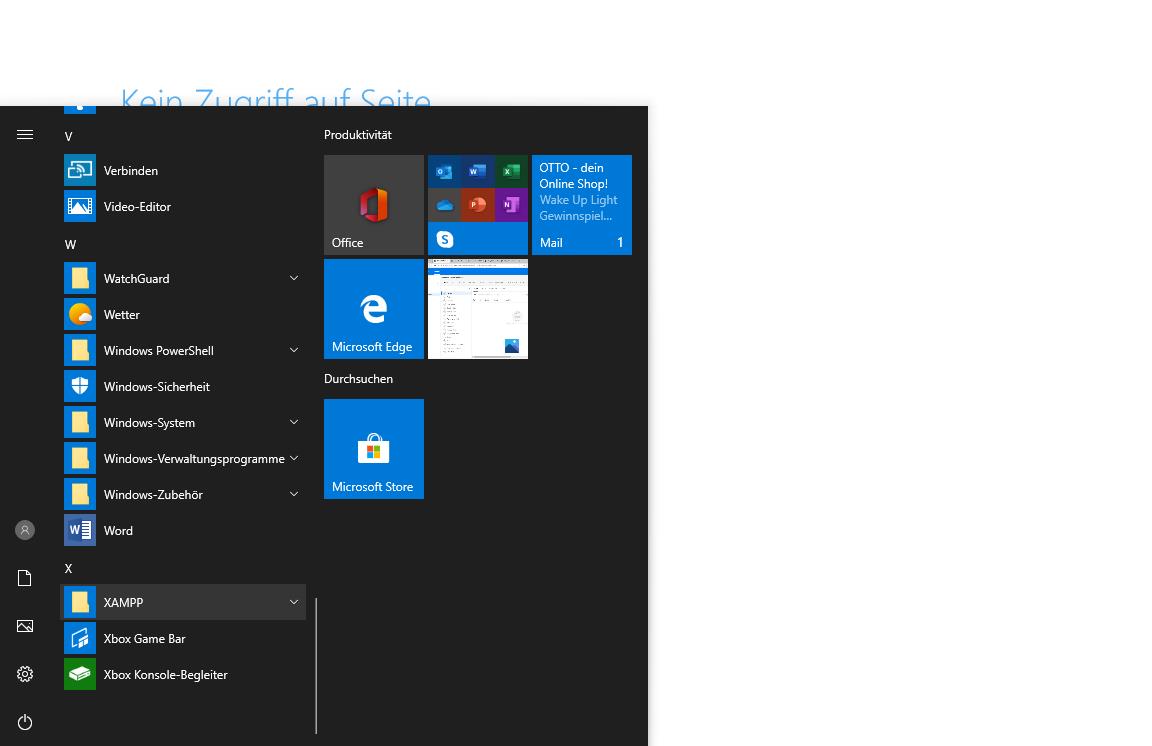 Kein Zugriff auf Seite
V
Verbinden
Video-Editor
W
WatchGuard
Wetter
Windows PowerShell
Windows-Sicherheit
Windows-System
Windows-Verwaltungsprogramme
Windows-Zubehör
Word
X
XAMPP
Xbox Game Bar
Xbox Konsole-Begleiter
Produktivität
Office
OTTO - dein
Online Shop!
Wake Up Light
Gewinnspiel...
Mail 1
Microsoft Edge
Durchsuchen
Microsoft Store